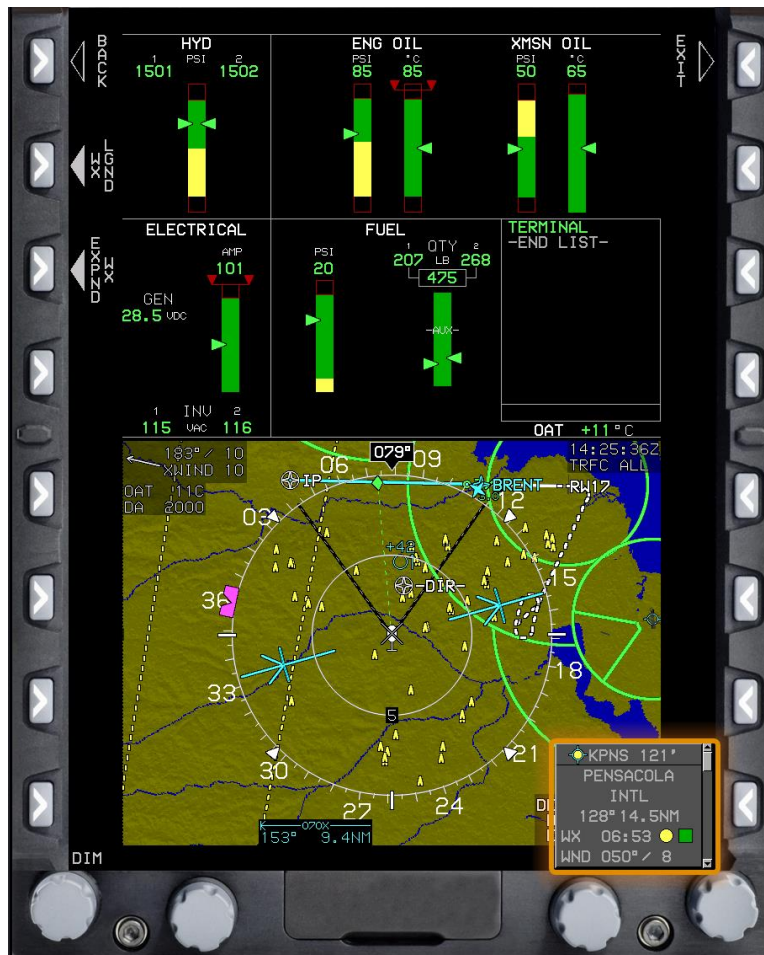 BACK
HYD
1 PSI 2
1501 1502
ENG OIL
PSI °C
85 85
XMSN OIL
PSI °C
50 65
EXIT
WX LGND
WX EXPND
ELECTRICAL
AMP
101
GEN
28.5 VDC
1 INV 2
115 VAC 116
FUEL
PSI
20
1 QTY 2
207 LB 268
475
-AUX-
TERMINAL
-END LIST-
OAT +11°C
183°/ 10
XWIND 10
OAT 11C
DA 2000
079°
14:25:36Z
TRFC ALL
03
06
09
12
15
18
21
24
27
30
33
36
IP
BRENT
RW17
+42
-DIR-
5
070X
153° 9.4NM
KPNS 121'
PENSACOLA
INTL
128° 14.5NM
WX 06:53
WND 050°/ 8
DIM